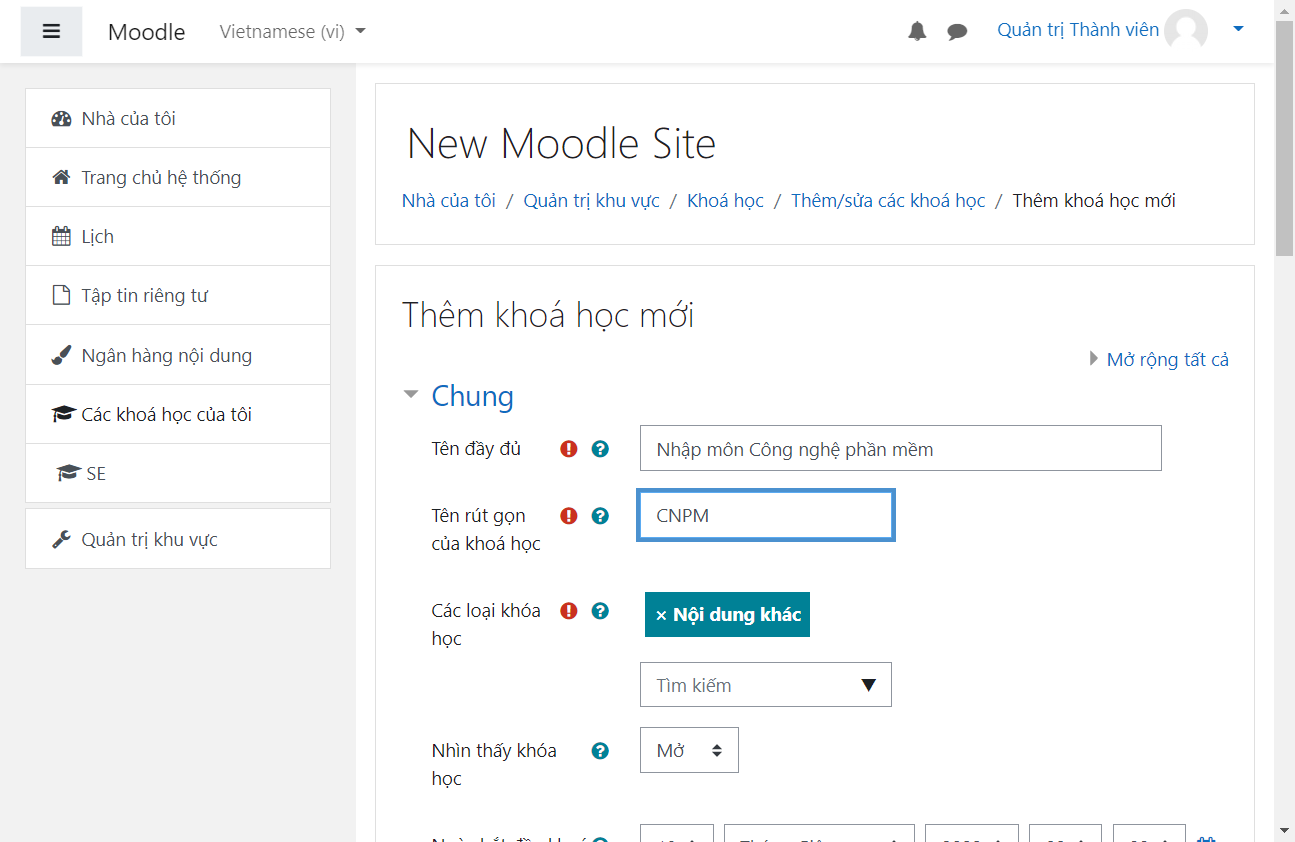 Moodle
Vietnamese (vi)
Quản trị Thành viên
Nhà của tôi
Trang chủ hệ thống
Lịch
Tập tin riêng tư
Ngân hàng nội dung
Các khoá học của tôi
SE
Quản trị khu vực
New Moodle Site
Nhà của tôi / Quản trị khu vực / Khoá học / Thêm/sửa các khoá học / Thêm khoá học mới
Thêm khoá học mới
Mở rộng tất cả
Chung
Tên đầy đủ
Nhập môn Công nghệ phần mềm
Tên rút gọn
của khoá học
CNPM
Các loại khóa
học
× Nội dung khác
Tìm kiếm
Nhìn thấy khóa
học
Mở